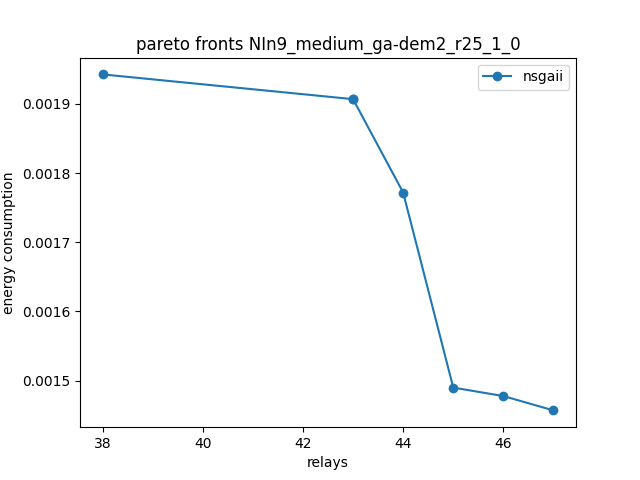 pareto fronts NIn9_medium_ga-dem2_r25_1_0
nsgaii
energy consumption
0.0019
0.0018
0.0017
0.0016
0.0015
38 40 42 44 46
relays